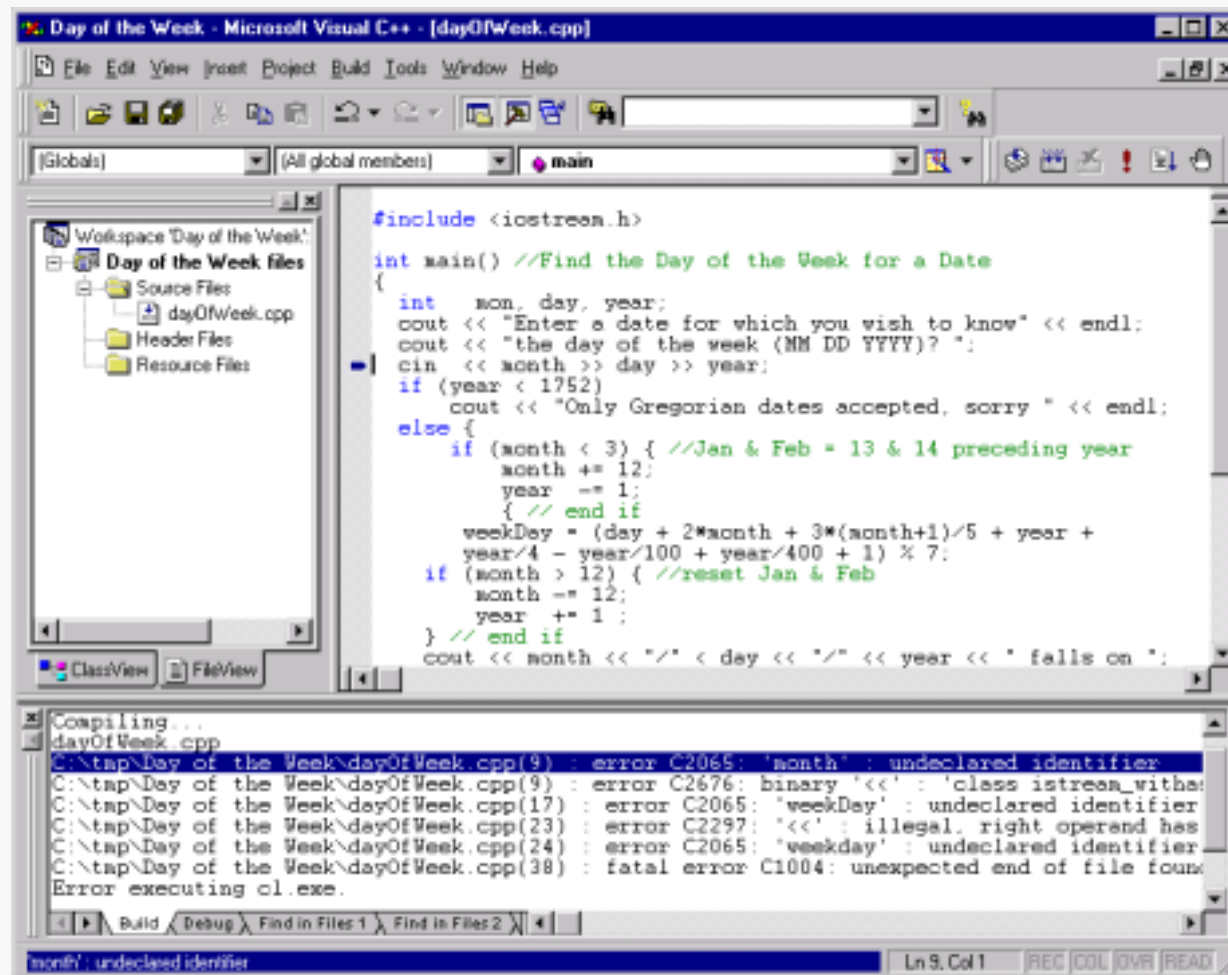 Day of the Week - Microsoft Visual C++ - [dayOfWeek.cpp]
File Edit View Insert Project Build Tools Window Help
(Globals) (All global members) main
Workspace 'Day of the Week':
Day of the Week files
Source Files
dayOfWeek.cpp
Header Files
Resource Files
ClassView FileView
#include <iostream.h>
int main() //Find the Day of the Week for a Date
{
int mon, day, year;
cout << "Enter a date for which you wish to know" << endl;
cout << "the day of the week (MM DD YYYY)? ";
cin << month >> day >> year;
if (year < 1752)
cout << "Only Gregorian dates accepted, sorry " << endl;
else {
if (month < 3) { //Jan & Feb = 13 & 14 preceding year
month += 12;
year -= 1;
{ // end if
weekDay = (day + 2*month + 3*(month+1)/5 + year +
year/4 - year/100 + year/400 + 1) % 7;
if (month > 12) { //reset Jan & Feb
month -= 12;
year += 1 ;
} // end if
cout << month << "/" < day << "/" << year << " falls on ";
Compiling...
dayOfWeek.cpp
C:\tmp\Day of the Week\dayOfWeek.cpp(9) : error C2065: 'month' : undeclared identifier
C:\tmp\Day of the Week\dayOfWeek.cpp(9) : error C2676: binary '<<' : 'class istream_withas
C:\tmp\Day of the Week\dayOfWeek.cpp(17) : error C2065: 'weekDay' : undeclared identifier
C:\tmp\Day of the Week\dayOfWeek.cpp(23) : error C2297: '<<' : illegal, right operand has
C:\tmp\Day of the Week\dayOfWeek.cpp(24) : error C2065: 'weekday' : undeclared identifier
C:\tmp\Day of the Week\dayOfWeek.cpp(38) : fatal error C1004: unexpected end of file found
Error executing cl.exe.
Build Debug Find in Files 1 Find in Files 2
'month' : undeclared identifier Ln 9, Col 1 REC COL OVR READ